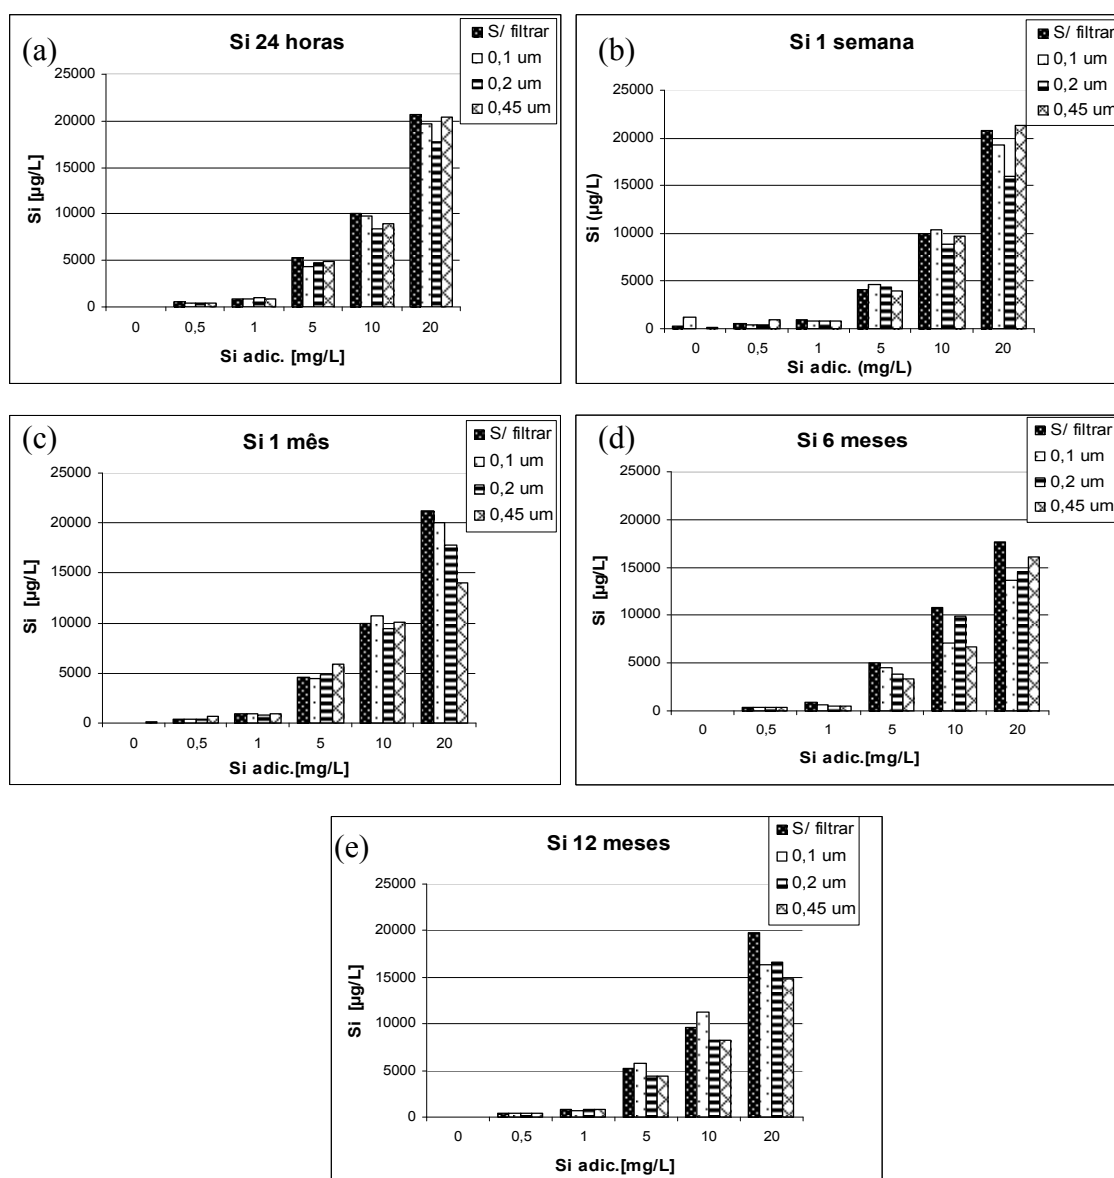 (a)
Si 24 horas
S/ filtrar
0,1 um
0,2 um
0,45 um
25000
20000
15000
10000
5000
0
Si [µg/L]
0 0,5 1 5 10 20
Si adic. [mg/L]
(b)
Si 1 semana
S/ filtrar
0,1 um
0,2 um
0,45 um
25000
20000
15000
10000
5000
0
Si (µg/L)
0 0,5 1 5 10 20
Si adic. (mg/L)
(c)
Si 1 mês
S/ filtrar
0,1 um
0,2 um
0,45 um
25000
20000
15000
10000
5000
0
Si [µg/L]
0 0,5 1 5 10 20
Si adic.[mg/L]
(d)
Si 6 meses
S/ filtrar
0,1 um
0,2 um
0,45 um
25000
20000
15000
10000
5000
0
Si [µg/L]
0 0,5 1 5 10 20
Si adic.[mg/L]
(e)
Si 12 meses
S/ filtrar
0,1 um
0,2 um
0,45 um
25000
20000
15000
10000
5000
0
Si [µg/L]
0 0,5 1 5 10 20
Si adic.[mg/L]